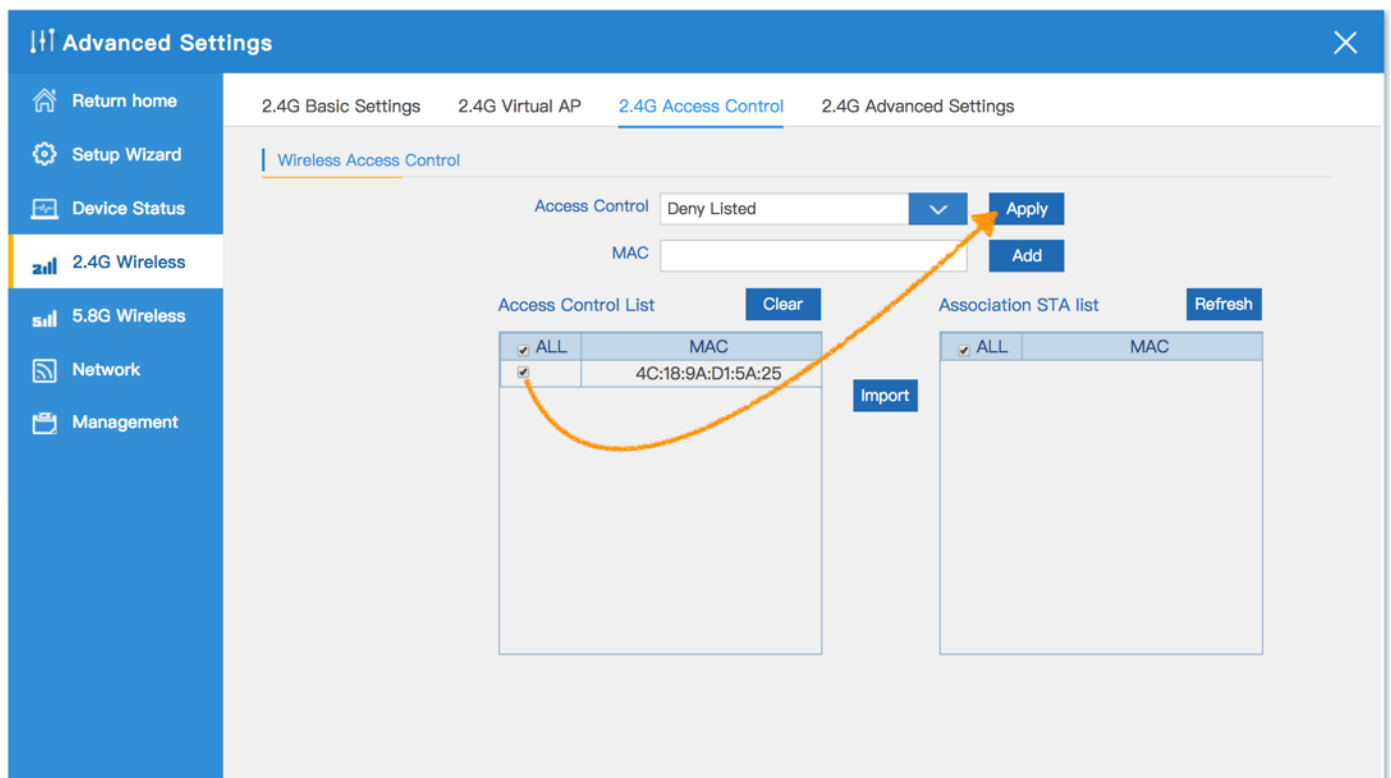 Advanced Settings
Return home
Setup Wizard
Device Status
2.4G Wireless
5.8G Wireless
Network
Management
2.4G Basic Settings 2.4G Virtual AP 2.4G Access Control 2.4G Advanced Settings
Wireless Access Control
Access Control Deny Listed Apply
MAC Add
Access Control List Clear
ALL MAC
4C:18:9A:D1:5A:25
Import
Association STA list Refresh
ALL MAC